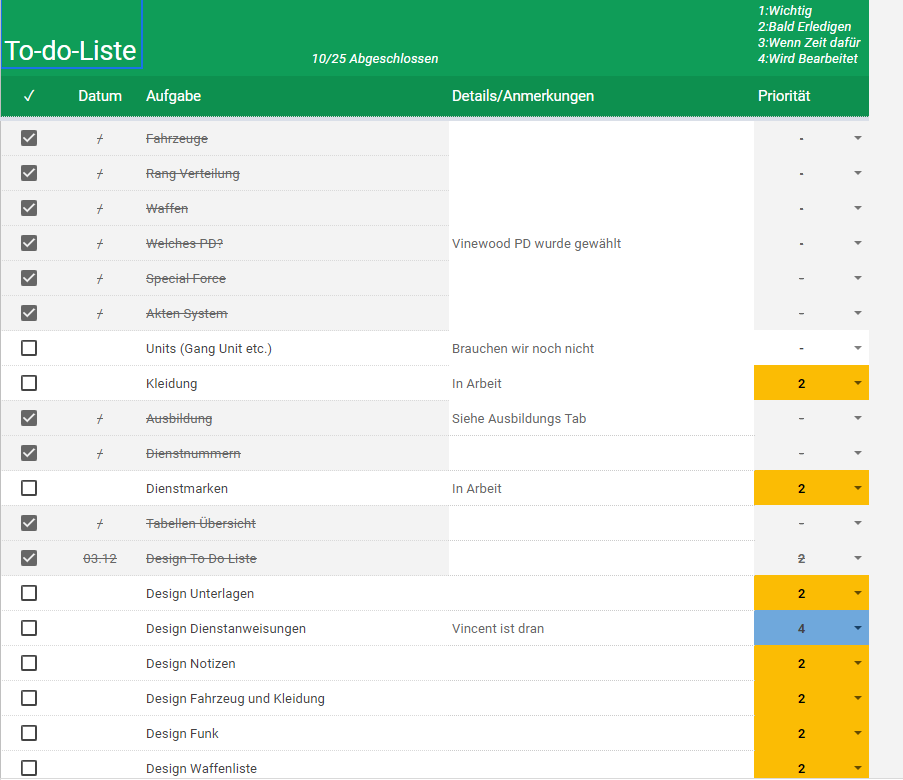 1:Wichtig
2:Bald Erledigen
3:Wenn Zeit dafür
4:Wird Bearbeitet
To-do-Liste
10/25 Abgeschlossen
✓ Datum Aufgabe Details/Anmerkungen Priorität
/ Fahrzeuge -
/ Rang Verteilung -
/ Waffen -
/ Welches PD? Vinewood PD wurde gewählt -
/ Special Force -
/ Akten System -
Units (Gang Unit etc.) Brauchen wir noch nicht -
Kleidung In Arbeit 2
/ Ausbildung Siehe Ausbildungs Tab -
/ Dienstnummern -
Dienstmarken In Arbeit 2
/ Tabellen Übersicht -
03.12 Design To Do Liste 2
Design Unterlagen 2
Design Dienstanweisungen Vincent ist dran 4
Design Notizen 2
Design Fahrzeug und Kleidung 2
Design Funk 2
Design Waffenliste 2